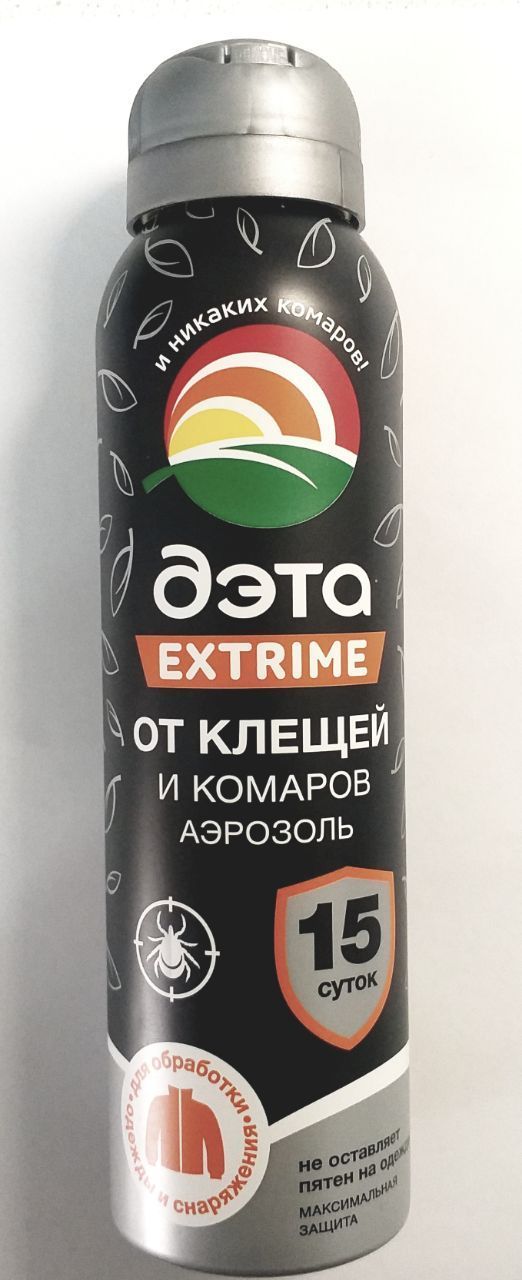 и никаких комаров!
дэта
EXTRIME
ОТ КЛЕЩЕЙ
И КОМАРОВ
АЭРОЗОЛЬ
15
суток
• для обработки •
одежды и снаряжения
не оставляет
пятен на
МАКСИМАЛЬНАЯ
ЗАЩИТА